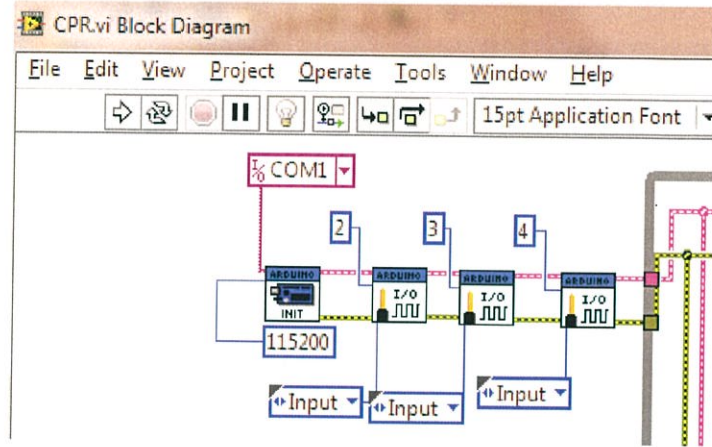 CPR.vi Block Diagram
File Edit View Project Operate Tools Window Help
15pt Application Font
I/O COM1
2 3 4
ARDUINO ARDUINO ARDUINO ARDUINO
I/O I/O I/O
INIT
115200
Input Input Input